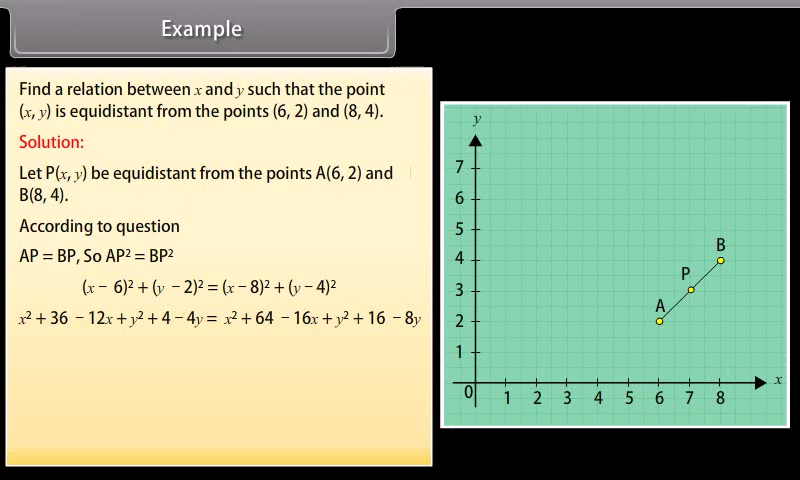 Example
Find a relation between x and y such that the point
(x, y) is equidistant from the points (6, 2) and (8, 4).
Solution:
Let P(x, y) be equidistant from the points A(6, 2) and
B(8, 4).
According to question
AP = BP, So AP² = BP²
(x − 6)² + (y − 2)² = (x − 8)² + (y − 4)²
x² + 36 − 12x + y² + 4 − 4y = x² + 64 − 16x + y² + 16 − 8y
y
7
6
5
4
3
2
1
B
P
A
x
0 1 2 3 4 5 6 7 8